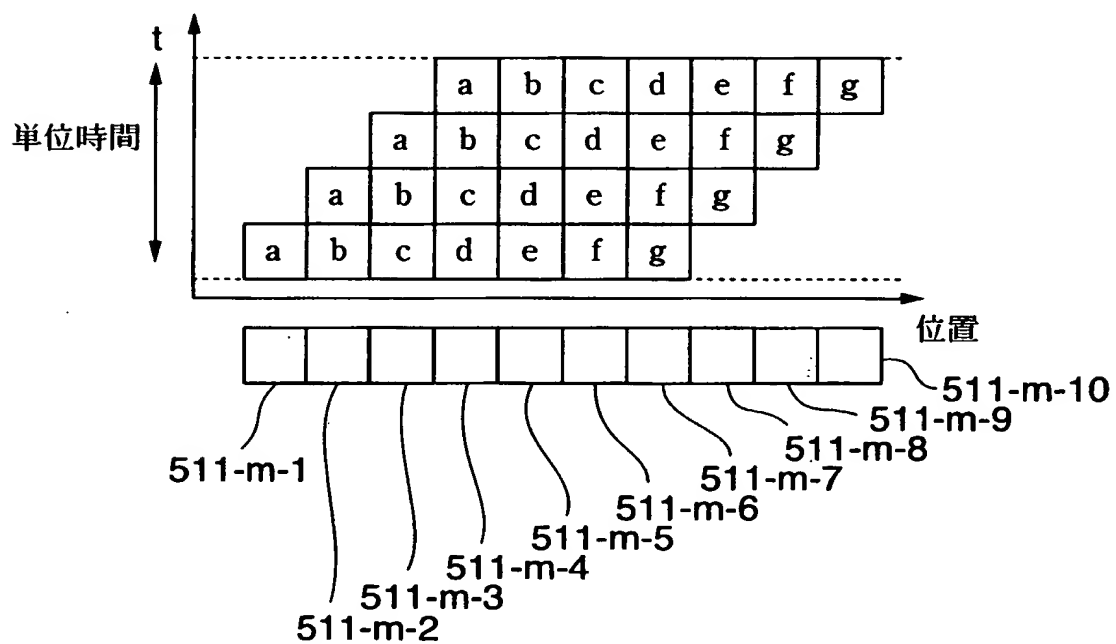 t
a b c d e f g
単位時間
a b c d e f g
a b c d e f g
a b c d e f g
位置
511-m-10
511-m-9
511-m-8
511-m-1
511-m-7
511-m-6
511-m-5
511-m-4
511-m-3
511-m-2